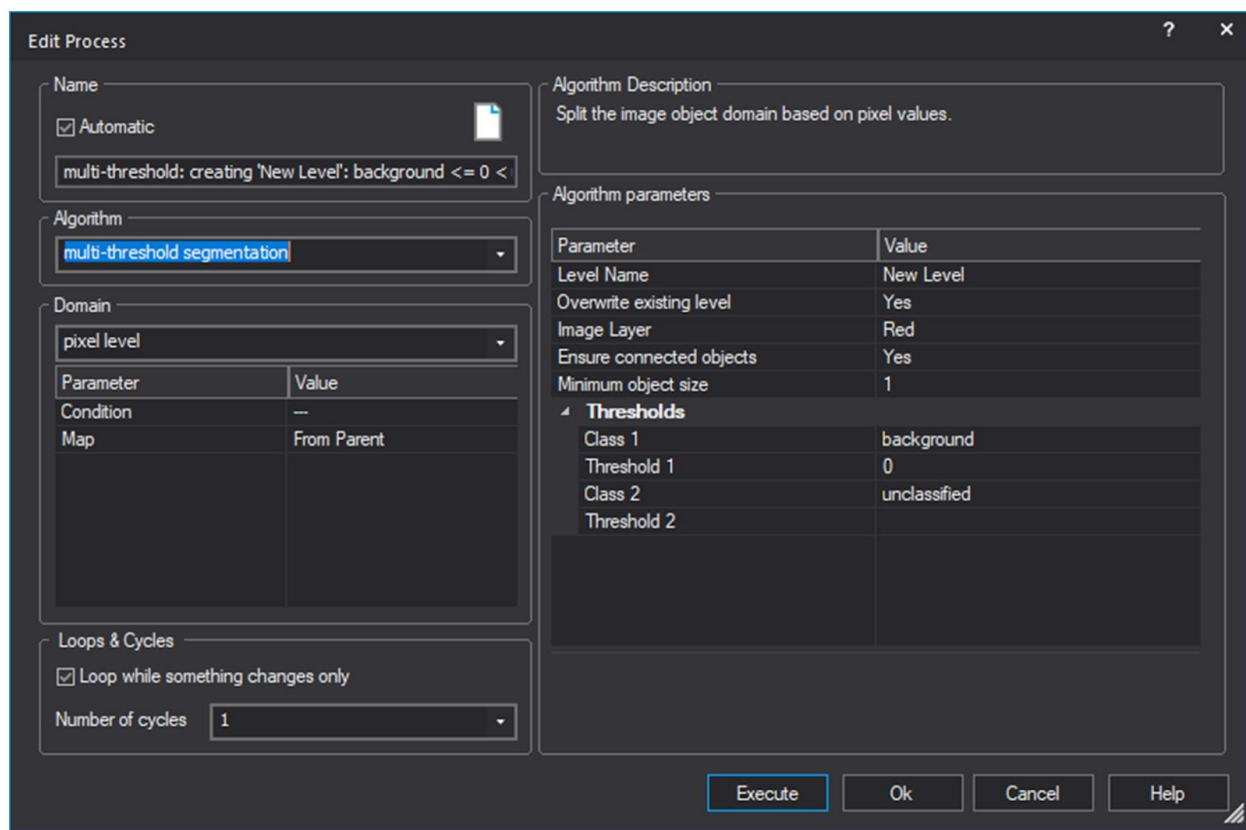 Edit Process
? ×
Name
Automatic
multi-threshold: creating 'New Level': background <= 0 <
Algorithm
multi-threshold segmentation
Domain
pixel level
Parameter Value
Condition ---
Map From Parent
Loops & Cycles
Loop while something changes only
Number of cycles 1
Algorithm Description
Split the image object domain based on pixel values.
Algorithm parameters
Parameter Value
Level Name New Level
Overwrite existing level Yes
Image Layer Red
Ensure connected objects Yes
Minimum object size 1
Thresholds
Class 1 background
Threshold 1 0
Class 2 unclassified
Threshold 2
Execute Ok Cancel Help